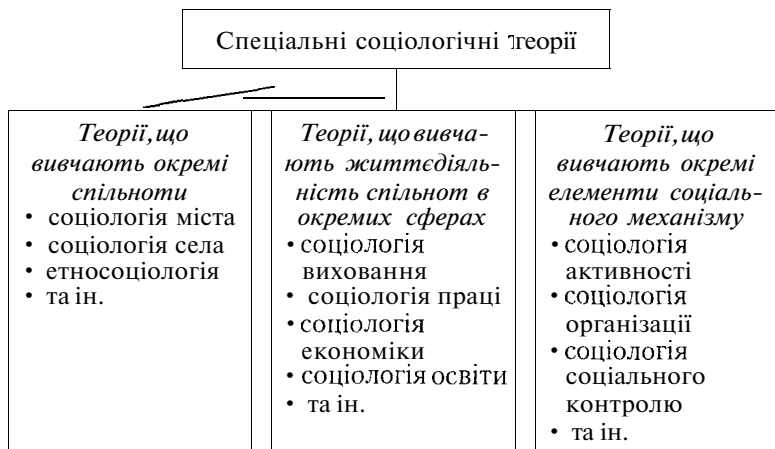 Спеціальні соціологічні теорії
Теорії, що
вивчають окремі
спільноти
• соціологія міста
• соціологія села
• етносоціологія
• та ін.
Теорії, що вивча-
ють життєдіяль-
ність спільнот в
окремих сферах
• соціологія
виховання
• соціологія праці
• соціологія
економіки
• соціологія освіти
• та ін.
Теорії, що
вивчають окремі
елементи соціаль-
ного механізму
• соціологія
активності
• соціологія
організації
• соціологія
соціального
контролю
• та ін.